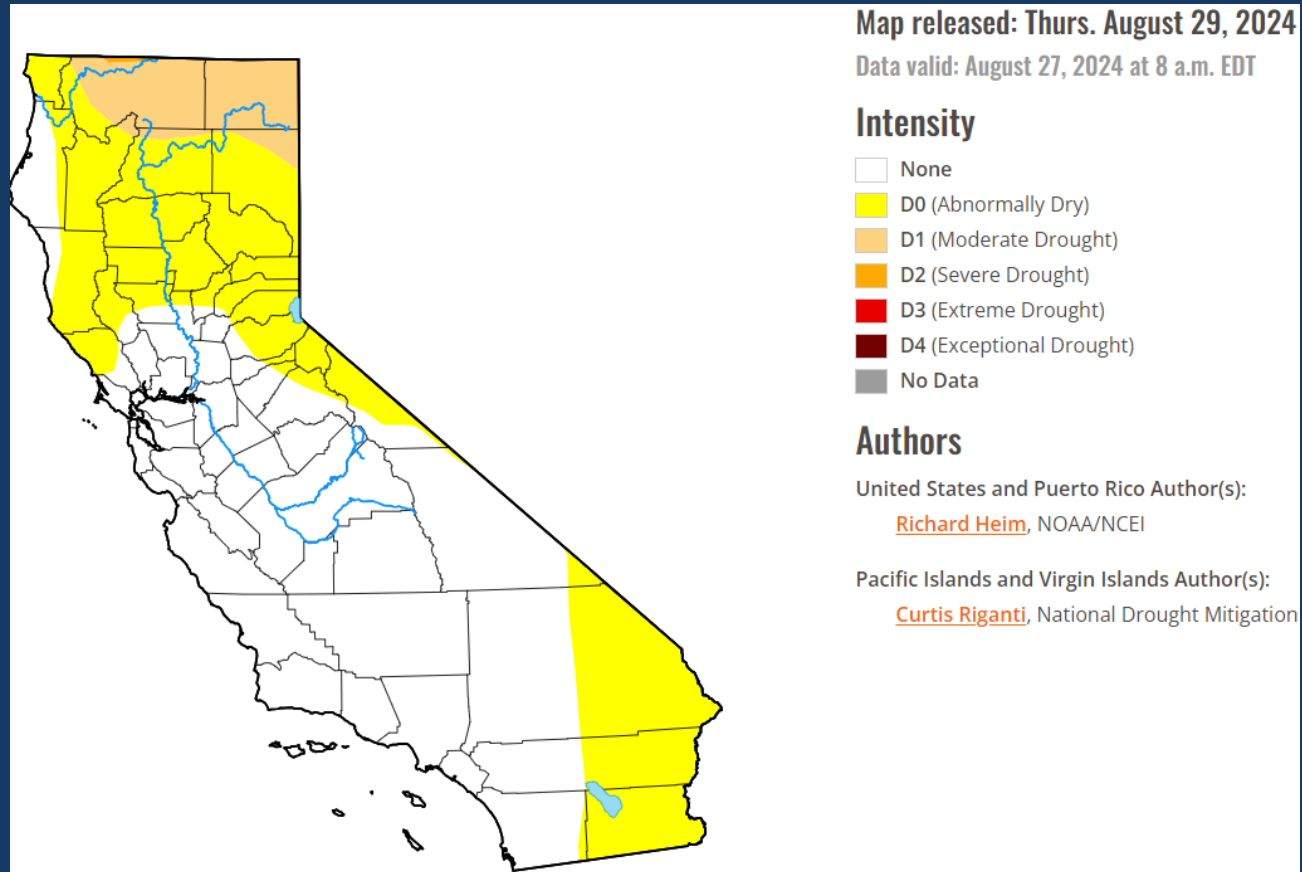 Map released: Thurs. August 29, 2024
Data valid: August 27, 2024 at 8 a.m. EDT
Intensity
None
D0 (Abnormally Dry)
D1 (Moderate Drought)
D2 (Severe Drought)
D3 (Extreme Drought)
D4 (Exceptional Drought)
No Data
Authors
United States and Puerto Rico Author(s):
Richard Heim, NOAA/NCEI
Pacific Islands and Virgin Islands Author(s):
Curtis Riganti, National Drought Mitigation